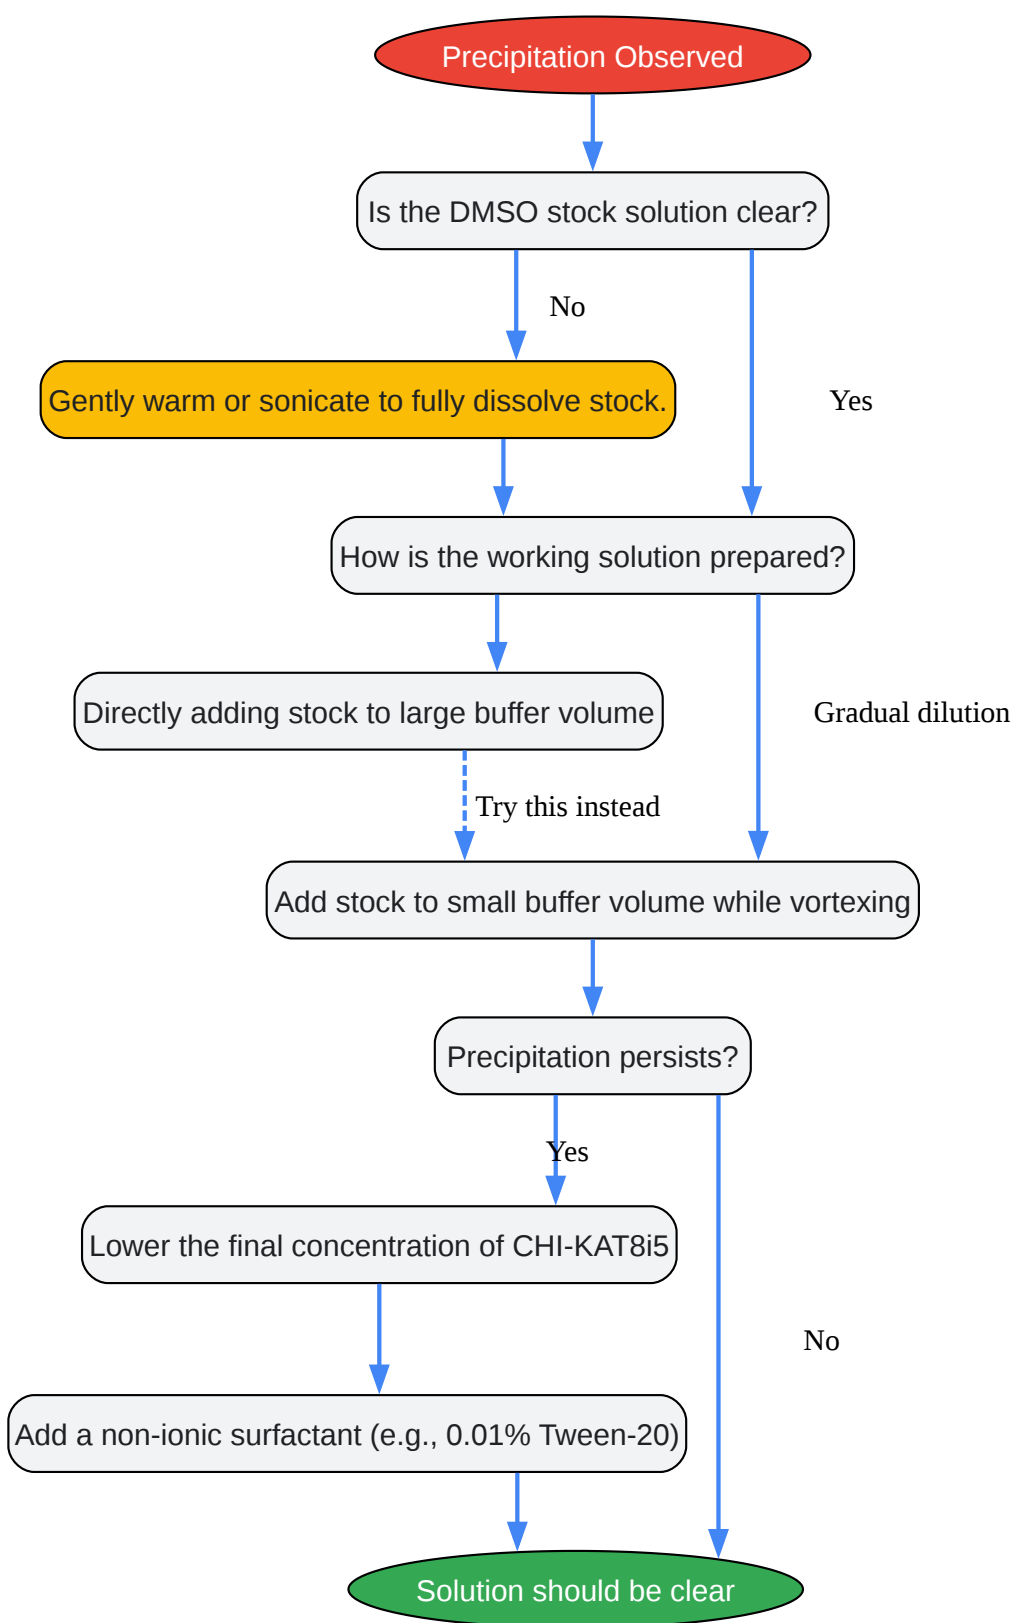 Precipitation Observed
Is the DMSO stock solution clear?
No
Gently warm or sonicate to fully dissolve stock.
Yes
How is the working solution prepared?
Directly adding stock to large buffer volume
Gradual dilution
Try this instead
Add stock to small buffer volume while vortexing
Precipitation persists?
Yes
Lower the final concentration of CHI-KAT8i5
No
Add a non-ionic surfactant (e.g., 0.01% Tween-20)
Solution should be clear